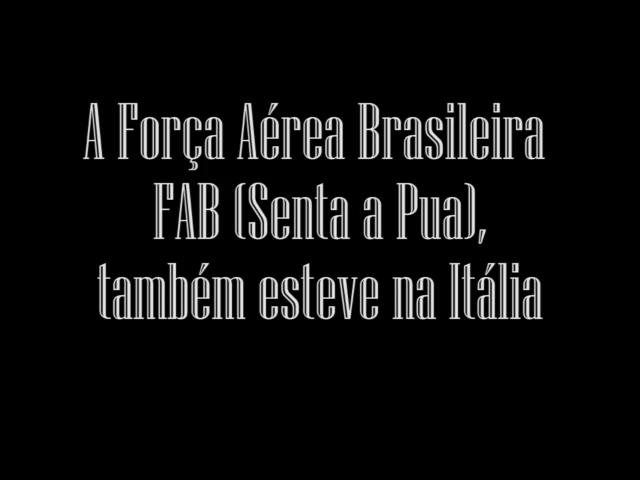 A Força Aérea Brasileira
FAB (Senta a Pua),
também esteve na Itália